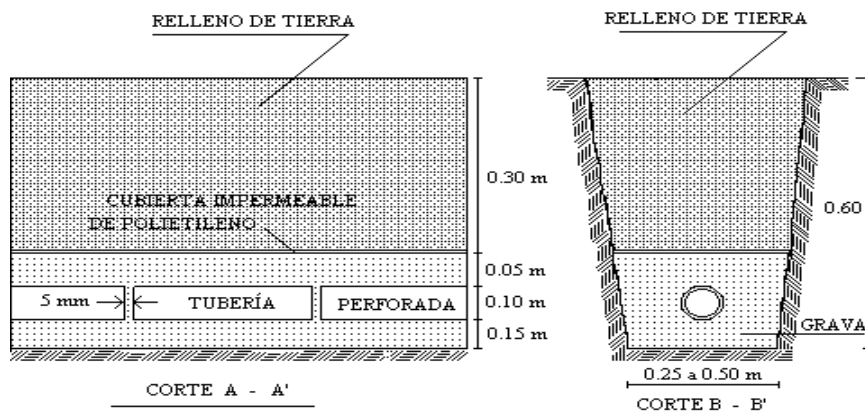 RELLENO DE TIERRA
RELLENO DE TIERRA
0.30 m
CUBIERTA IMPERMEABLE
DE POLIETILENO
0.60
0.05 m
5 mm
TUBERÍA
PERFORADA
0.10 m
0.15 m
GRAVA
CORTE A - A'
0.25 a 0.50 m
CORTE B - B'